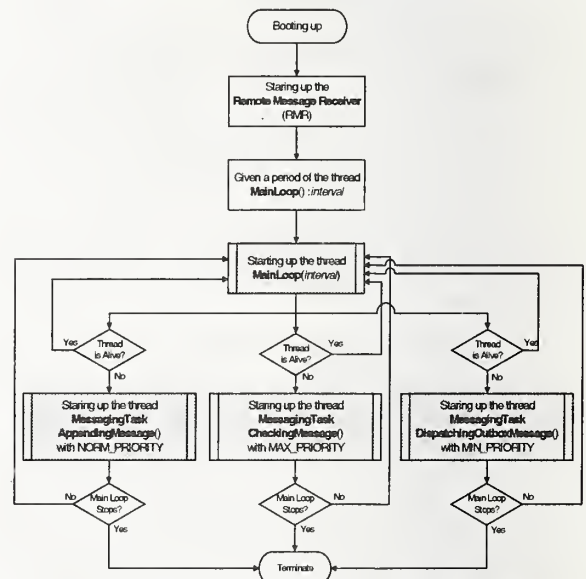 Booting up
Staring up the
Remote Message Receiver
(RMR)
Given a period of the thread
MainLoop() : interval
Starting up the thread
MainLoop(interval)
Yes
Thread
is Alive?
No
Thread
is Alive?
Yes
No
Yes
Thread
is Alive?
No
Staring up the thread
MessagingTask
AppendingMessage()
with NORM_PRIORITY
Staring up the thread
MessagingTask
CheckingMessage()
with MAX_PRIORITY
Staring up the thread
MessagingTask
DispatchingOutboxMessage()
with MIN_PRIORITY
No
Main Loop
Stops?
Yes
Main Loop
Stops?
No
Yes
Main Loop
Stops?
No
Yes
Terminate